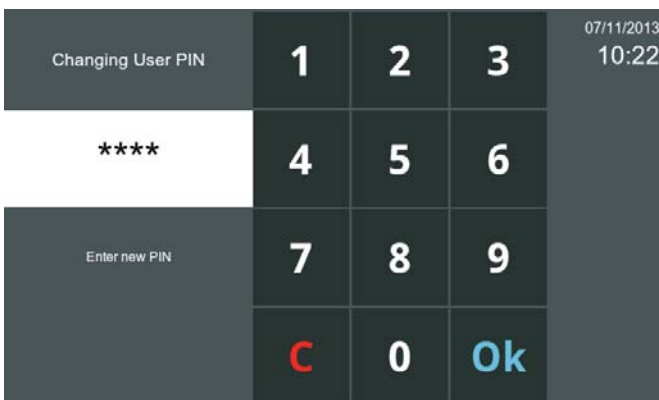 Changing User PIN
****
Enter new PIN
1 2 3
4 5 6
7 8 9
C 0 Ok
07/11/2013
10:22